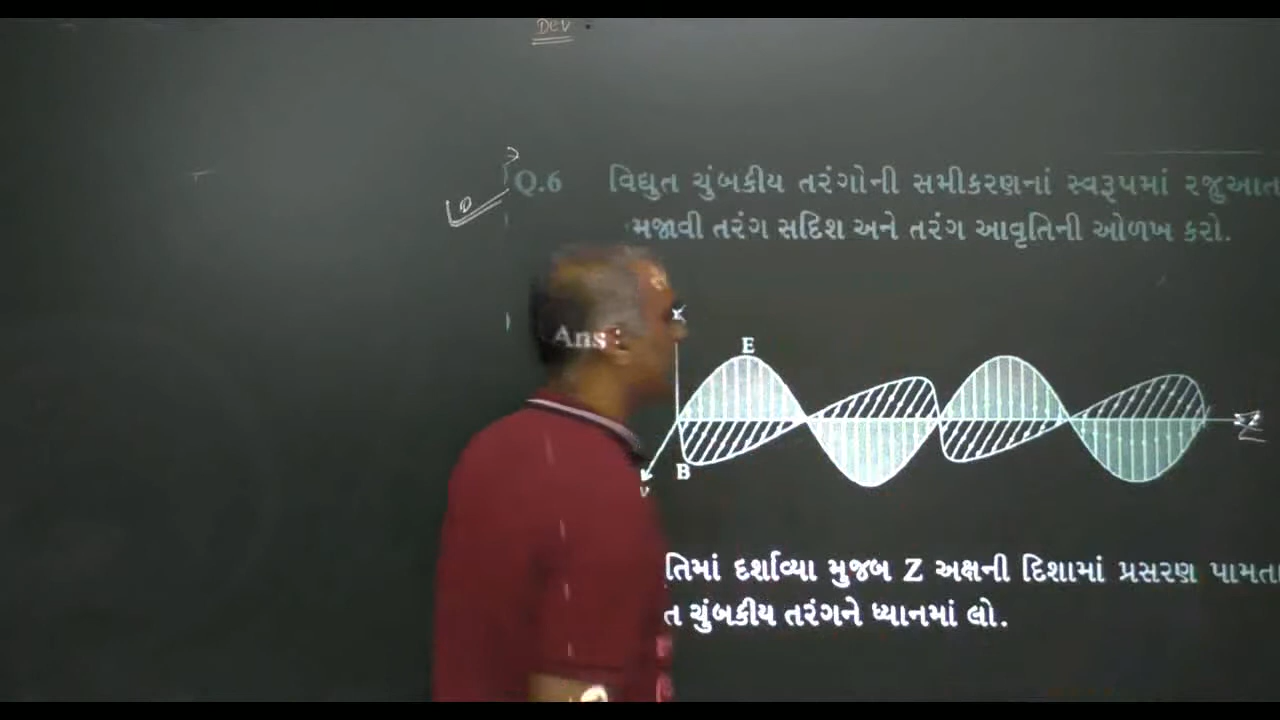 Dev
Q.6 વિદ્યુત ચુંબકીય તરંગોની સમીકરણનાં સ્વરૂપમાં રજુઆત
મજાવી તરંગ સદિશ અને તરંગ આવૃતિની ઓળખ કરો.
Ans :
x
E
Z
B
તિમાં દર્શાવ્યા મુજબ Z અક્ષની દિશામાં પ્રસરણ પામતા
ત ચુંબકીય તરંગને ધ્યાનમાં લો.